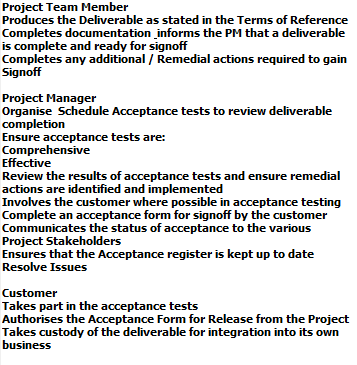 Project Team Member
Produces the Deliverable as stated in the Terms of Reference
Completes documentation informs the PM that a deliverable
is complete and ready for signoff
Completes any additional / Remedial actions required to gain
Signoff
Project Manager
Organise  Schedule Acceptance tests to review deliverable
completion
Ensure acceptance tests are:
Comprehensive
Effective
Review the results of acceptance tests and ensure remedial
actions are identified and implemented
Involves the customer where possible in acceptance testing
Complete an acceptance form for signoff by the customer
Communicates the status of acceptance to the various
Project Stakeholders
Ensures that the Acceptance register is kept up to date
Resolve Issues
Customer
Takes part in the acceptance tests
Authorises the Acceptance Form for Release from the Project
Takes custody of the deliverable for integration into its own
business